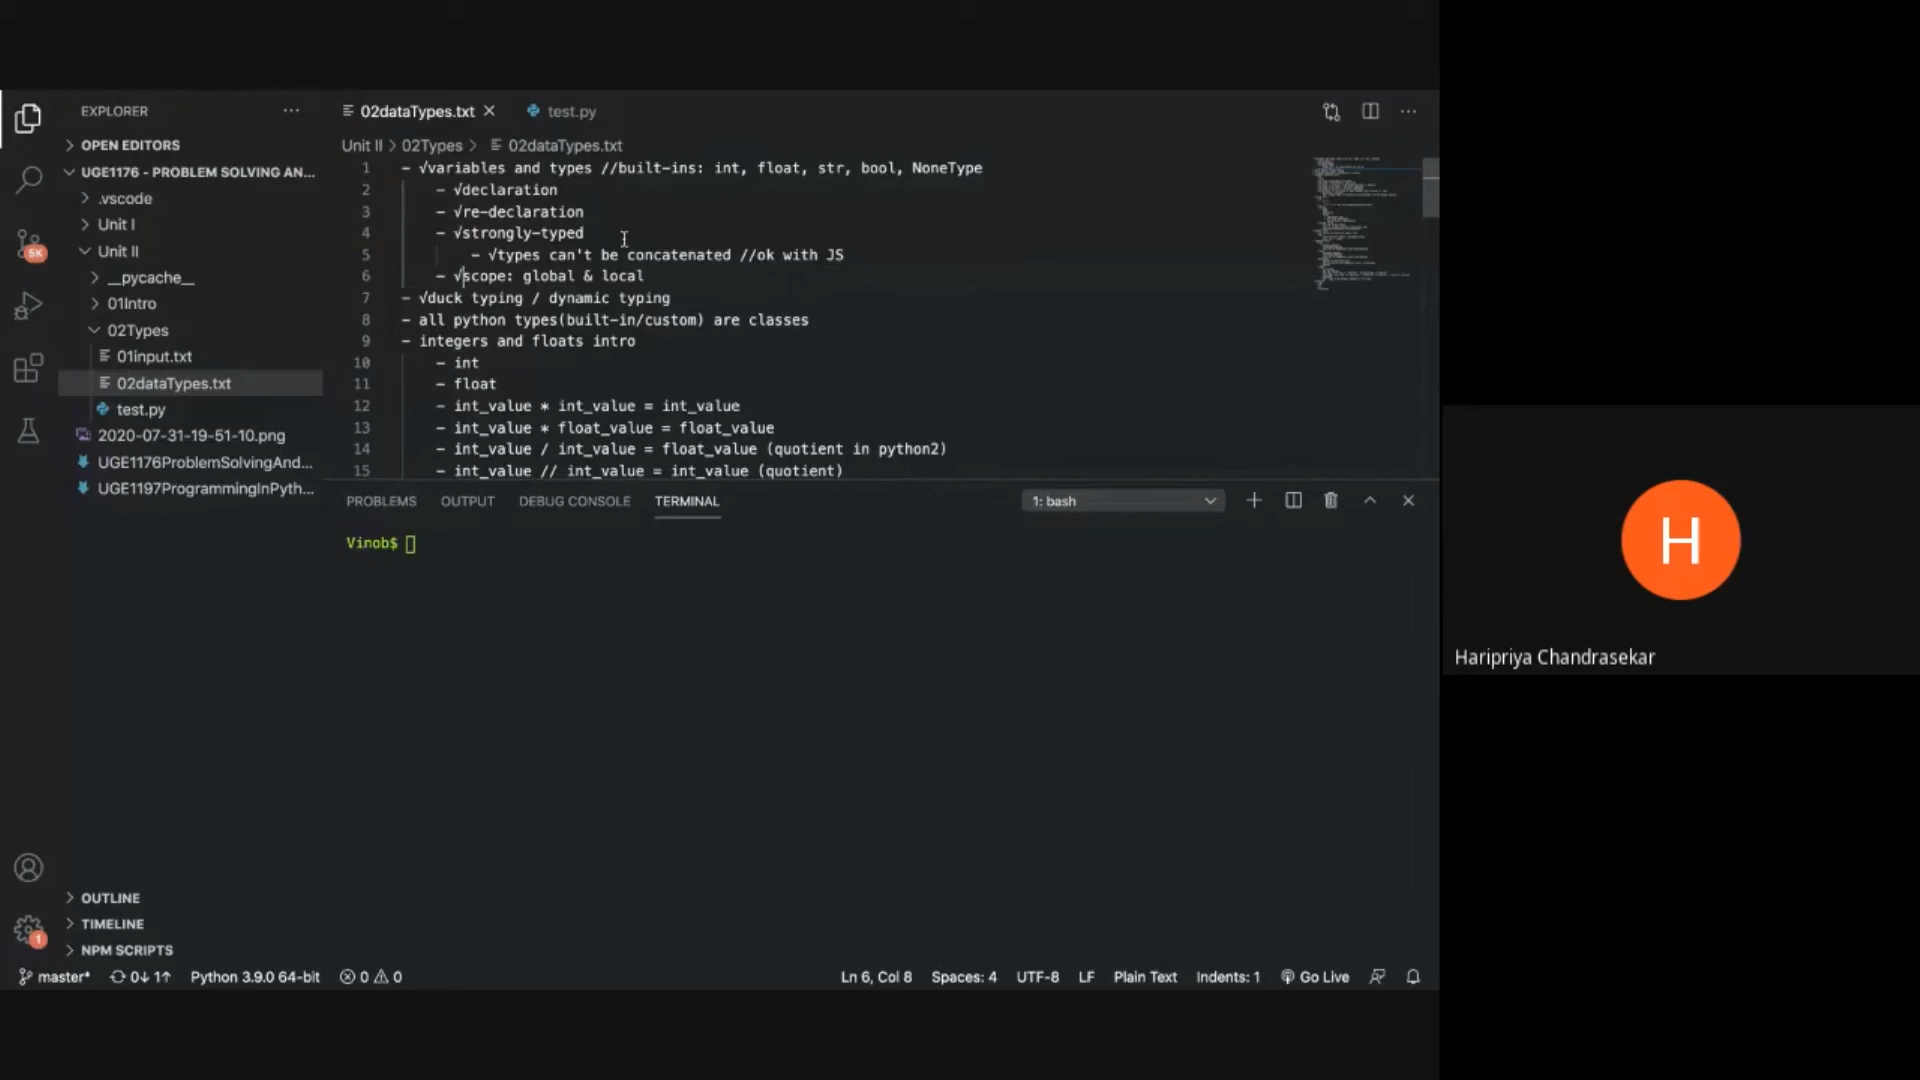 EXPLORER
OPEN EDITORS
UGE1176 - PROBLEM SOLVING AN...
.vscode
Unit I
Unit II
__pycache__
01Intro
02Types
01input.txt
02dataTypes.txt
test.py
2020-07-31-19-51-10.png
UGE1176ProblemSolvingAnd...
UGE1197ProgrammingInPyth...
OUTLINE
TIMELINE
NPM SCRIPTS
5K
1
02dataTypes.txt test.py
Unit II > 02Types > 02dataTypes.txt
1 - √variables and types //built-ins: int, float, str, bool, NoneType
2 - √declaration
3 - √re-declaration
4 - √strongly-typed
5 - √types can't be concatenated //ok with JS
6 - √scope: global & local
7 - √duck typing / dynamic typing
8 - all python types(built-in/custom) are classes
9 - integers and floats intro
10 - int
11 - float
12 - int_value * int_value = int_value
13 - int_value * float_value = float_value
14 - int_value / int_value = float_value (quotient in python2)
15 - int_value // int_value = int_value (quotient)
PROBLEMS OUTPUT DEBUG CONSOLE TERMINAL 1: bash
Vinob$
master* 0↓ 1↑ Python 3.9.0 64-bit 0 0 Ln 6, Col 8 Spaces: 4 UTF-8 LF Plain Text Indents: 1 Go Live
H
Haripriya Chandrasekar